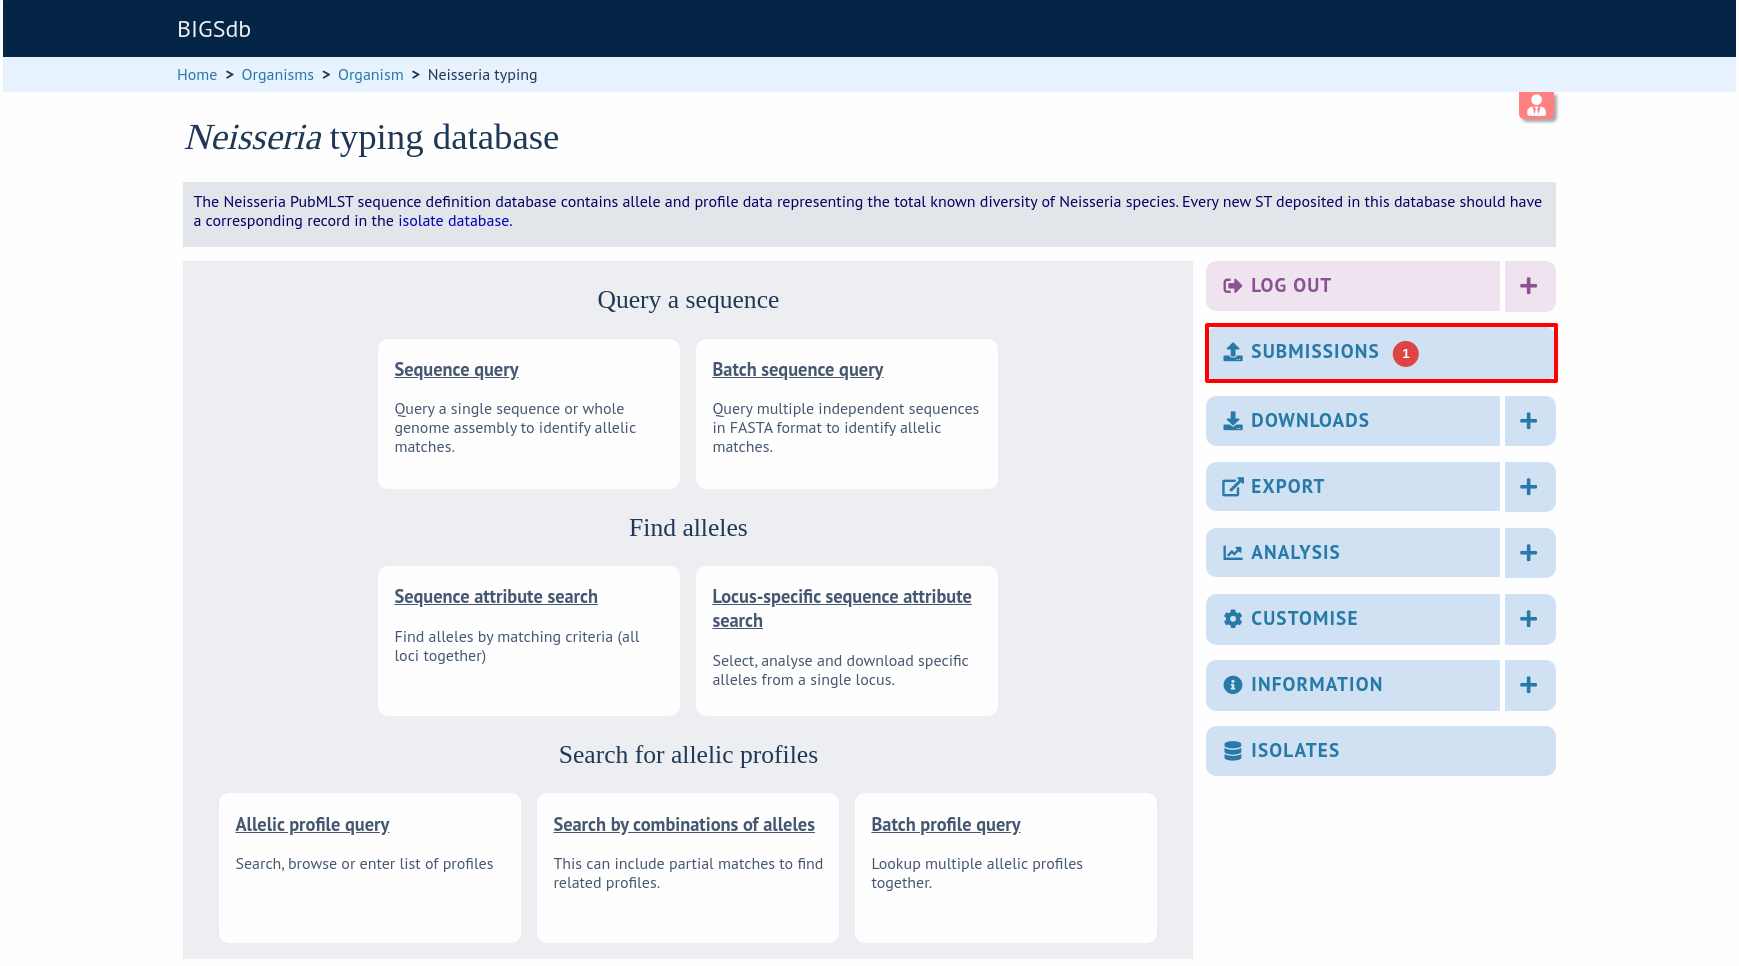 BIGSdb
Home > Organisms > Organism > Neisseria typing
Neisseria typing database
The Neisseria PubMLST sequence definition database contains allele and profile data representing the total known diversity of Neisseria species. Every new ST deposited in this database should have
a corresponding record in the isolate database.
Query a sequence
Sequence query
Query a single sequence or whole
genome assembly to identify allelic
matches.
Batch sequence query
Query multiple independent sequences
in FASTA format to identify allelic
matches.
Find alleles
Sequence attribute search
Find alleles by matching criteria (all
loci together)
Locus-specific sequence attribute
search
Select, analyse and download specific
alleles from a single locus.
Search for allelic profiles
Allelic profile query
Search, browse or enter list of profiles
Search by combinations of alleles
This can include partial matches to find
related profiles.
Batch profile query
Lookup multiple allelic profiles
together.
LOG OUT
SUBMISSIONS 1
DOWNLOADS
EXPORT
ANALYSIS
CUSTOMISE
INFORMATION
ISOLATES